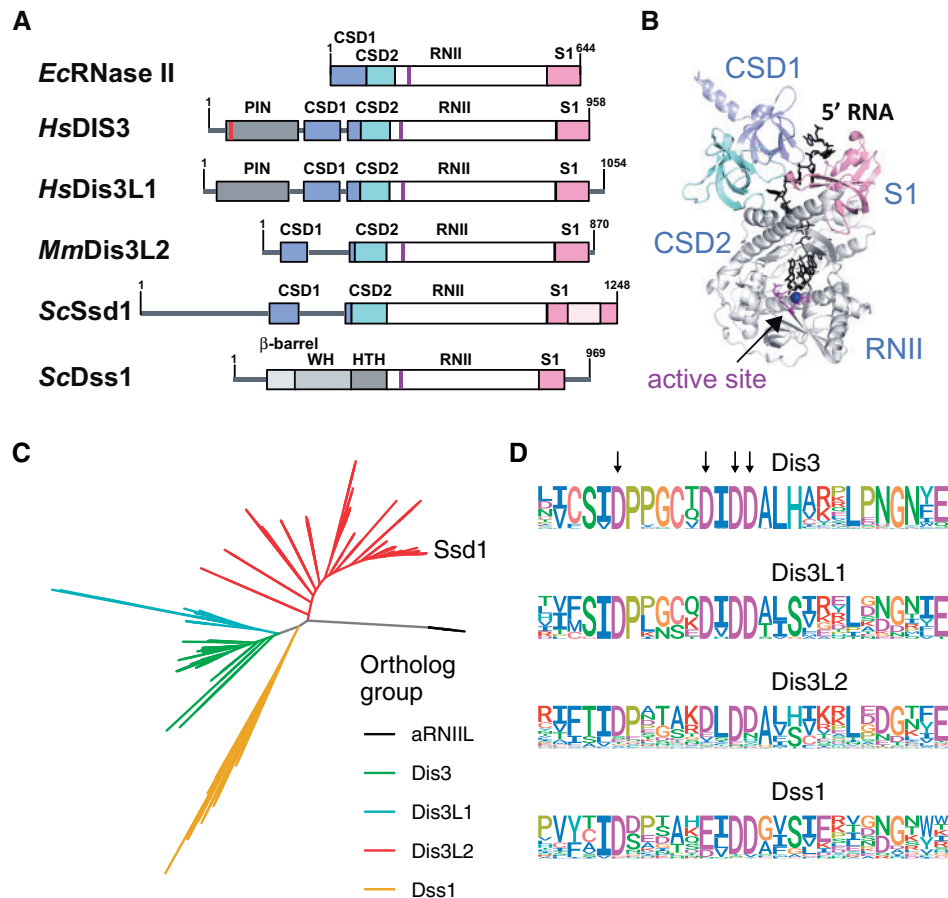 A
CSD1
1
CSD2
RNII
S1
644
EcRNase II
1
PIN
CSD1
CSD2
RNII
S1
958
HsDIS3
1
PIN
CSD1
CSD2
RNII
S1
1054
HsDis3L1
1
CSD1
CSD2
RNII
S1
870
MmDis3L2
1
CSD1
CSD2
RNII
S1
1248
ScSsd1
β-barrel
1
WH
HTH
RNII
S1
969
ScDss1
B
CSD1
5' RNA
S1
CSD2
RNII
active site
C
Ssd1
Ortholog
group
aRNIIL
Dis3
Dis3L1
Dis3L2
Dss1
D
Dis3
LICSIDPPGCTDIDDALHARPLPNGNYE
Dis3L1
Dis3L2
Dss1